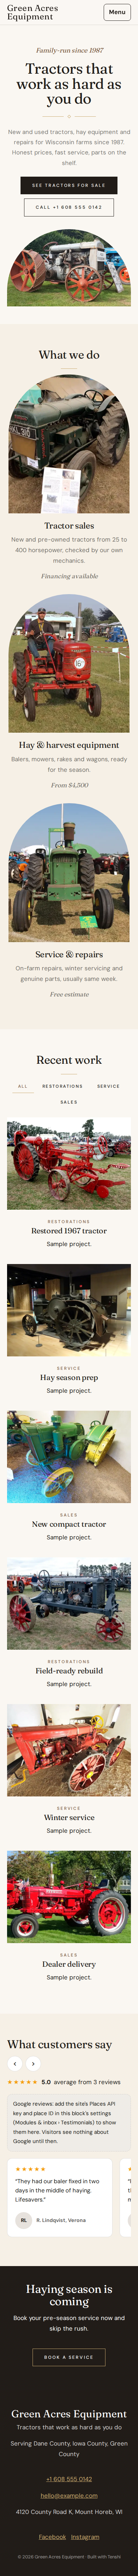 Green Acres
Equipment
Menu
Family-run since 1987
Tractors that
work as hard as
you do
New and used tractors, hay equipment and
repairs for Wisconsin farms since 1987.
Honest prices, fast service, parts on the
shelf.
SEE TRACTORS FOR SALE
CALL +1 608 555 0142
What we do
Tractor sales
New and pre-owned tractors from 25 to
400 horsepower, checked by our own
mechanics.
Financing available
Hay & harvest equipment
Balers, mowers, rakes and wagons, ready
for the season.
From $4,500
Service & repairs
On-farm repairs, winter servicing and
genuine parts, usually same week.
Free estimate
Recent work
ALL RESTORATIONS SERVICE
SALES
RESTORATIONS
Restored 1967 tractor
Sample project.
SERVICE
Hay season prep
Sample project.
SALES
New compact tractor
Sample project.
RESTORATIONS
Field-ready rebuild
Sample project.
SERVICE
Winter service
Sample project.
SALES
Dealer delivery
Sample project.
What customers say
★★★★★ 5.0 average from 3 reviews
Google reviews: add the site's Places API
key and place ID in this block's settings
(Modules & inbox › Testimonials) to show
them here. Visitors see nothing about
Google until then.
★★★★★
"They had our baler fixed in two
days in the middle of haying.
Lifesavers."
RL
R. Lindqvist, Verona
Haying season is
coming
Book your pre-season service now and
skip the rush.
BOOK A SERVICE
Green Acres Equipment
Tractors that work as hard as you do
Serving Dane County, Iowa County, Green
County
+1 608 555 0142
hello@example.com
4120 County Road K, Mount Horeb, WI
Facebook Instagram